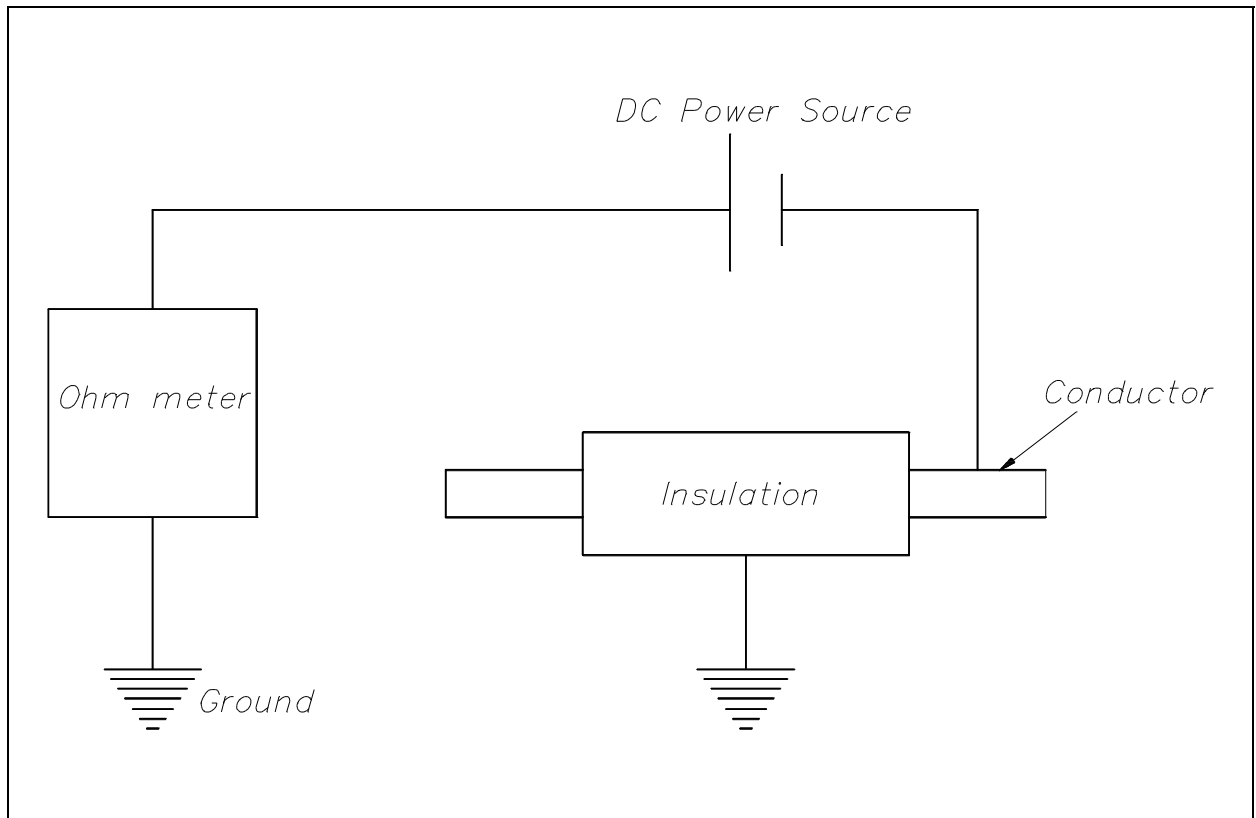 DC Power Source
Ohm meter
Conductor
Insulation
Ground